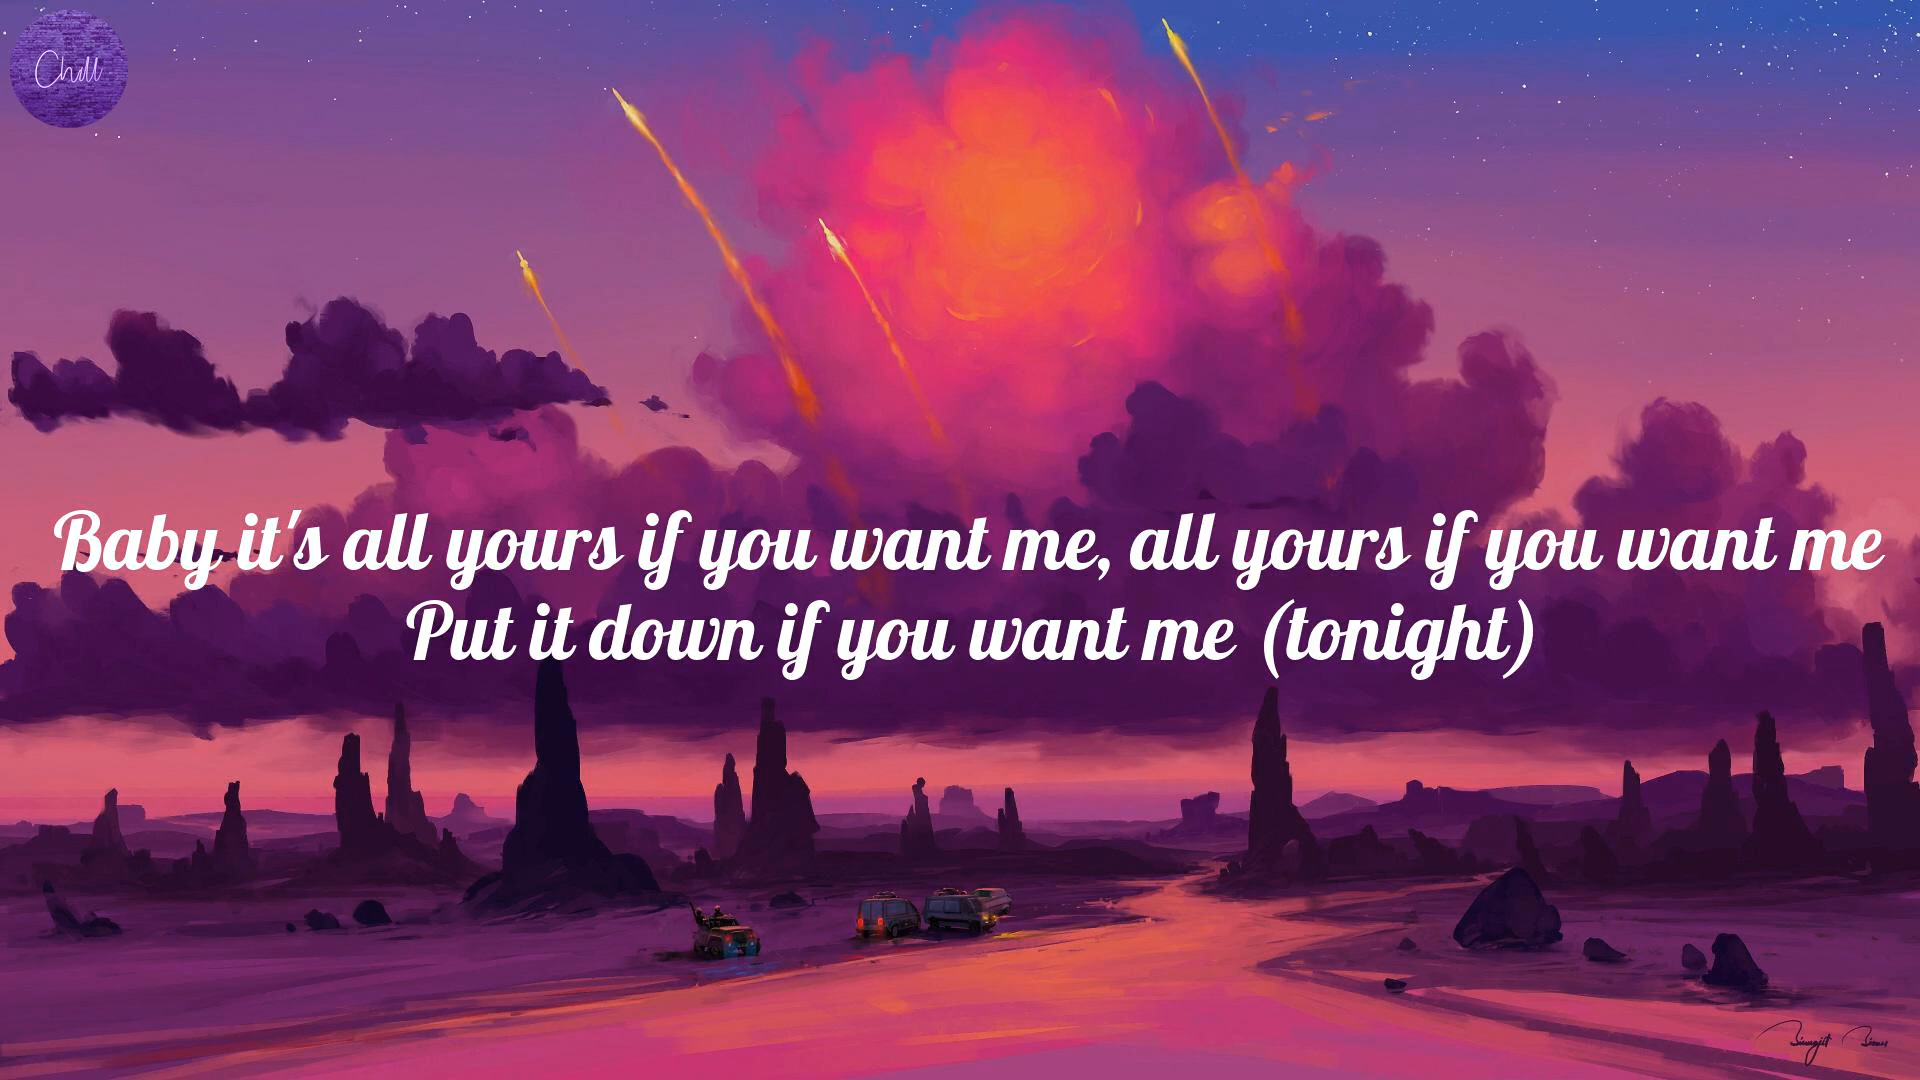 Chill
Baby it's all yours if you want me, all yours if you want me
Put it down if you want me (tonight)